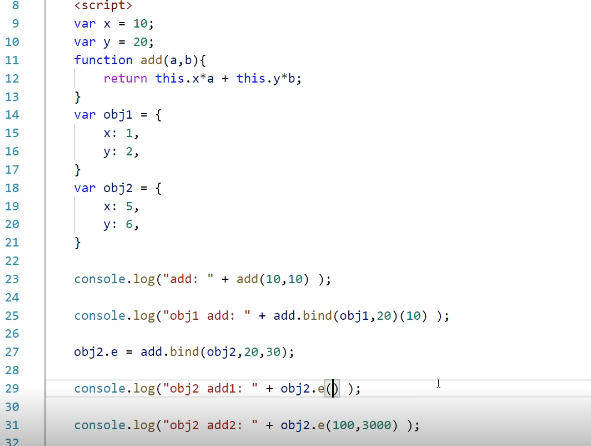 8 <script>
9 var x = 10;
10 var y = 20;
11 function add(a,b){
12 return this.x*a + this.y*b;
13 }
14 var obj1 = {
15 x: 1,
16 y: 2,
17 }
18 var obj2 = {
19 x: 5,
20 y: 6,
21 }
22
23 console.log("add: " + add(10,10) );
24
25 console.log("obj1 add: " + add.bind(obj1,20)(10) );
26
27 obj2.e = add.bind(obj2,20,30);
28
29 console.log("obj2 add1: " + obj2.e() );
30
31 console.log("obj2 add2: " + obj2.e(100,3000) );
32